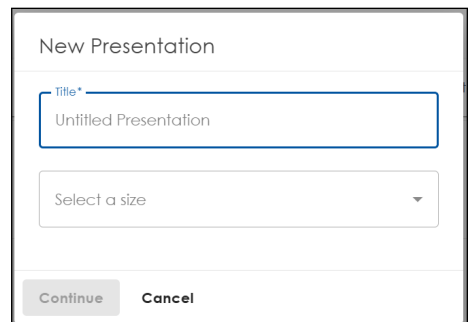 New Presentation
Title*
Untitled Presentation
Select a size
Continue Cancel